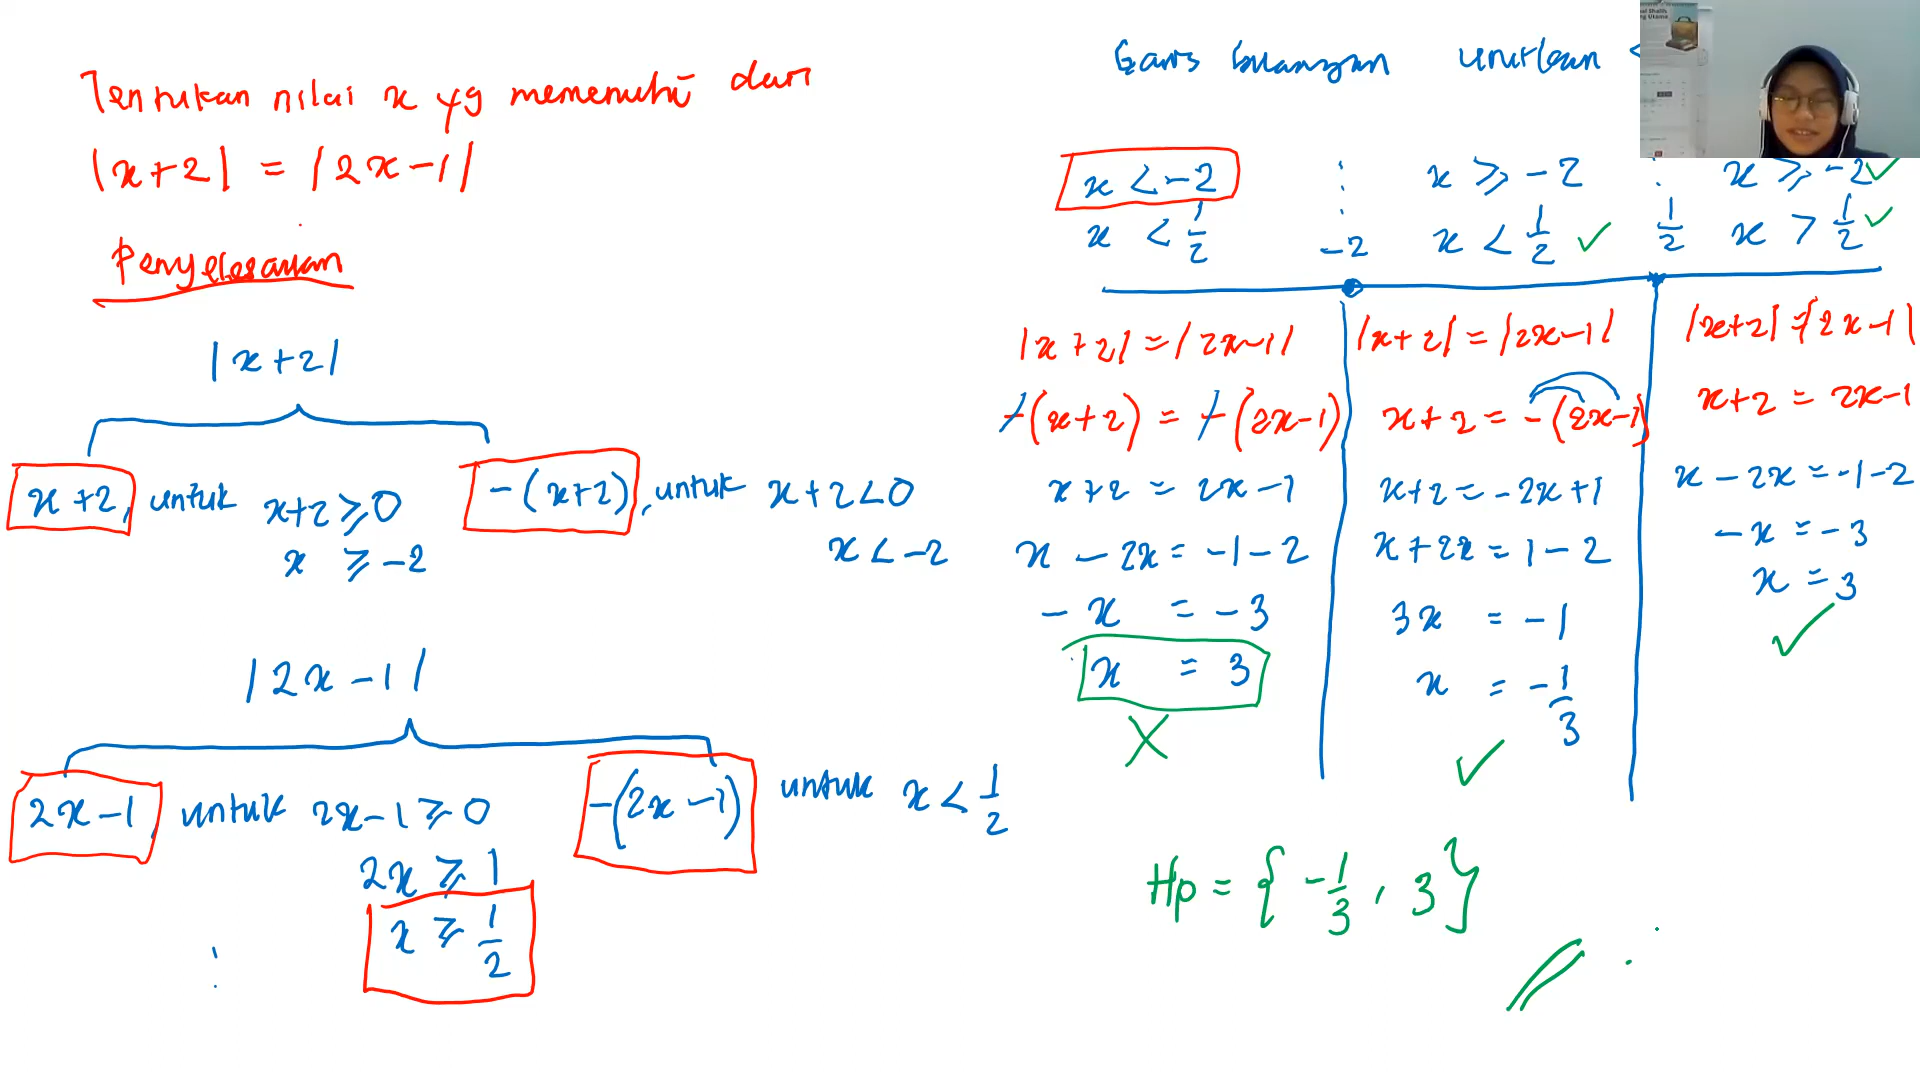 Tentukan nilai x yg memenuhi dari
|x+2| = |2x-1|
Penyelesaian
|x+2|
x+2, untuk x+2 ≥ 0
x ≥ -2
-(x+2), untuk x+2 < 0
x < -2
|2x-1|
2x-1, untuk 2x-1 ≥ 0
2x ≥ 1
x ≥ 1/2
-(2x-1) untuk x < 1/2
Garis bilangan
x < -2
x < 1/2
-2
x ≥ -2
x < 1/2 ✓
1/2
x ≥ -2 ✓
x > 1/2 ✓
|x+2| = |2x-1|
-(x+2) = -(2x-1)
x+2 = 2x-1
x - 2x = -1-2
-x = -3
x = 3
X
|x+2| = |2x-1|
x+2 = -(2x-1)
x+2 = -2x+1
x+2x = 1-2
3x = -1
x = -1/3
✓
|x+2| = |2x-1|
x+2 = 2x-1
x-2x = -1-2
-x = -3
x = 3
✓
Hp = { -1/3, 3 }